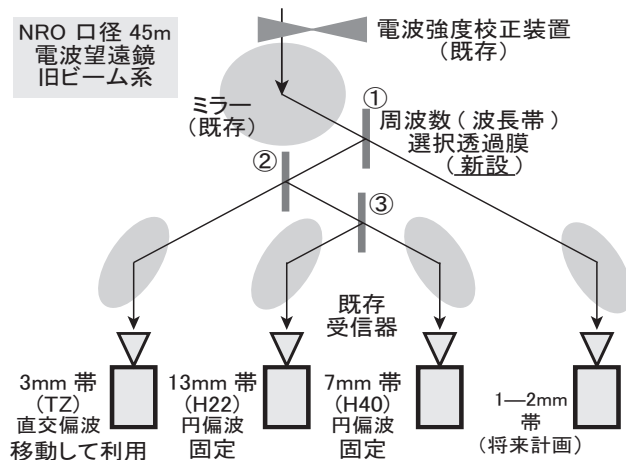 NRO 口径 45m
電波望遠鏡
旧ビーム系
電波強度校正装置
(既存)
ミラー
(既存)
①
周波数 ( 波長帯 )
選択透過膜
( 新設 )
②
③
既存
受信器
3mm 帯
(TZ)
直交偏波
移動して利用
13mm 帯
(H22)
円偏波
固定
7mm 帯
(H40)
円偏波
固定
1—2mm
帯
(将来計画)